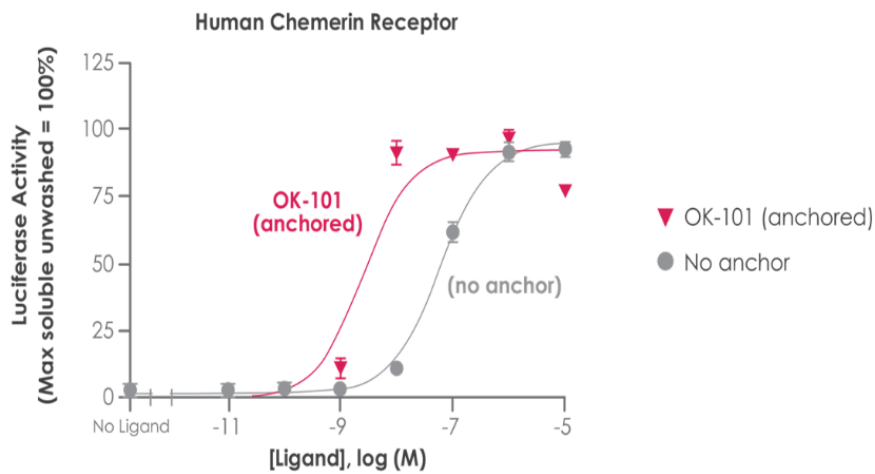 Human Chemerin Receptor
Luciferase Activity
(Max soluble unwashed = 100%)
125
100
75
50
25
0
OK-101
(anchored)
(no anchor)
OK-101 (anchored)
No anchor
No Ligand
-11
-9
-7
-5
[Ligand], log (M)